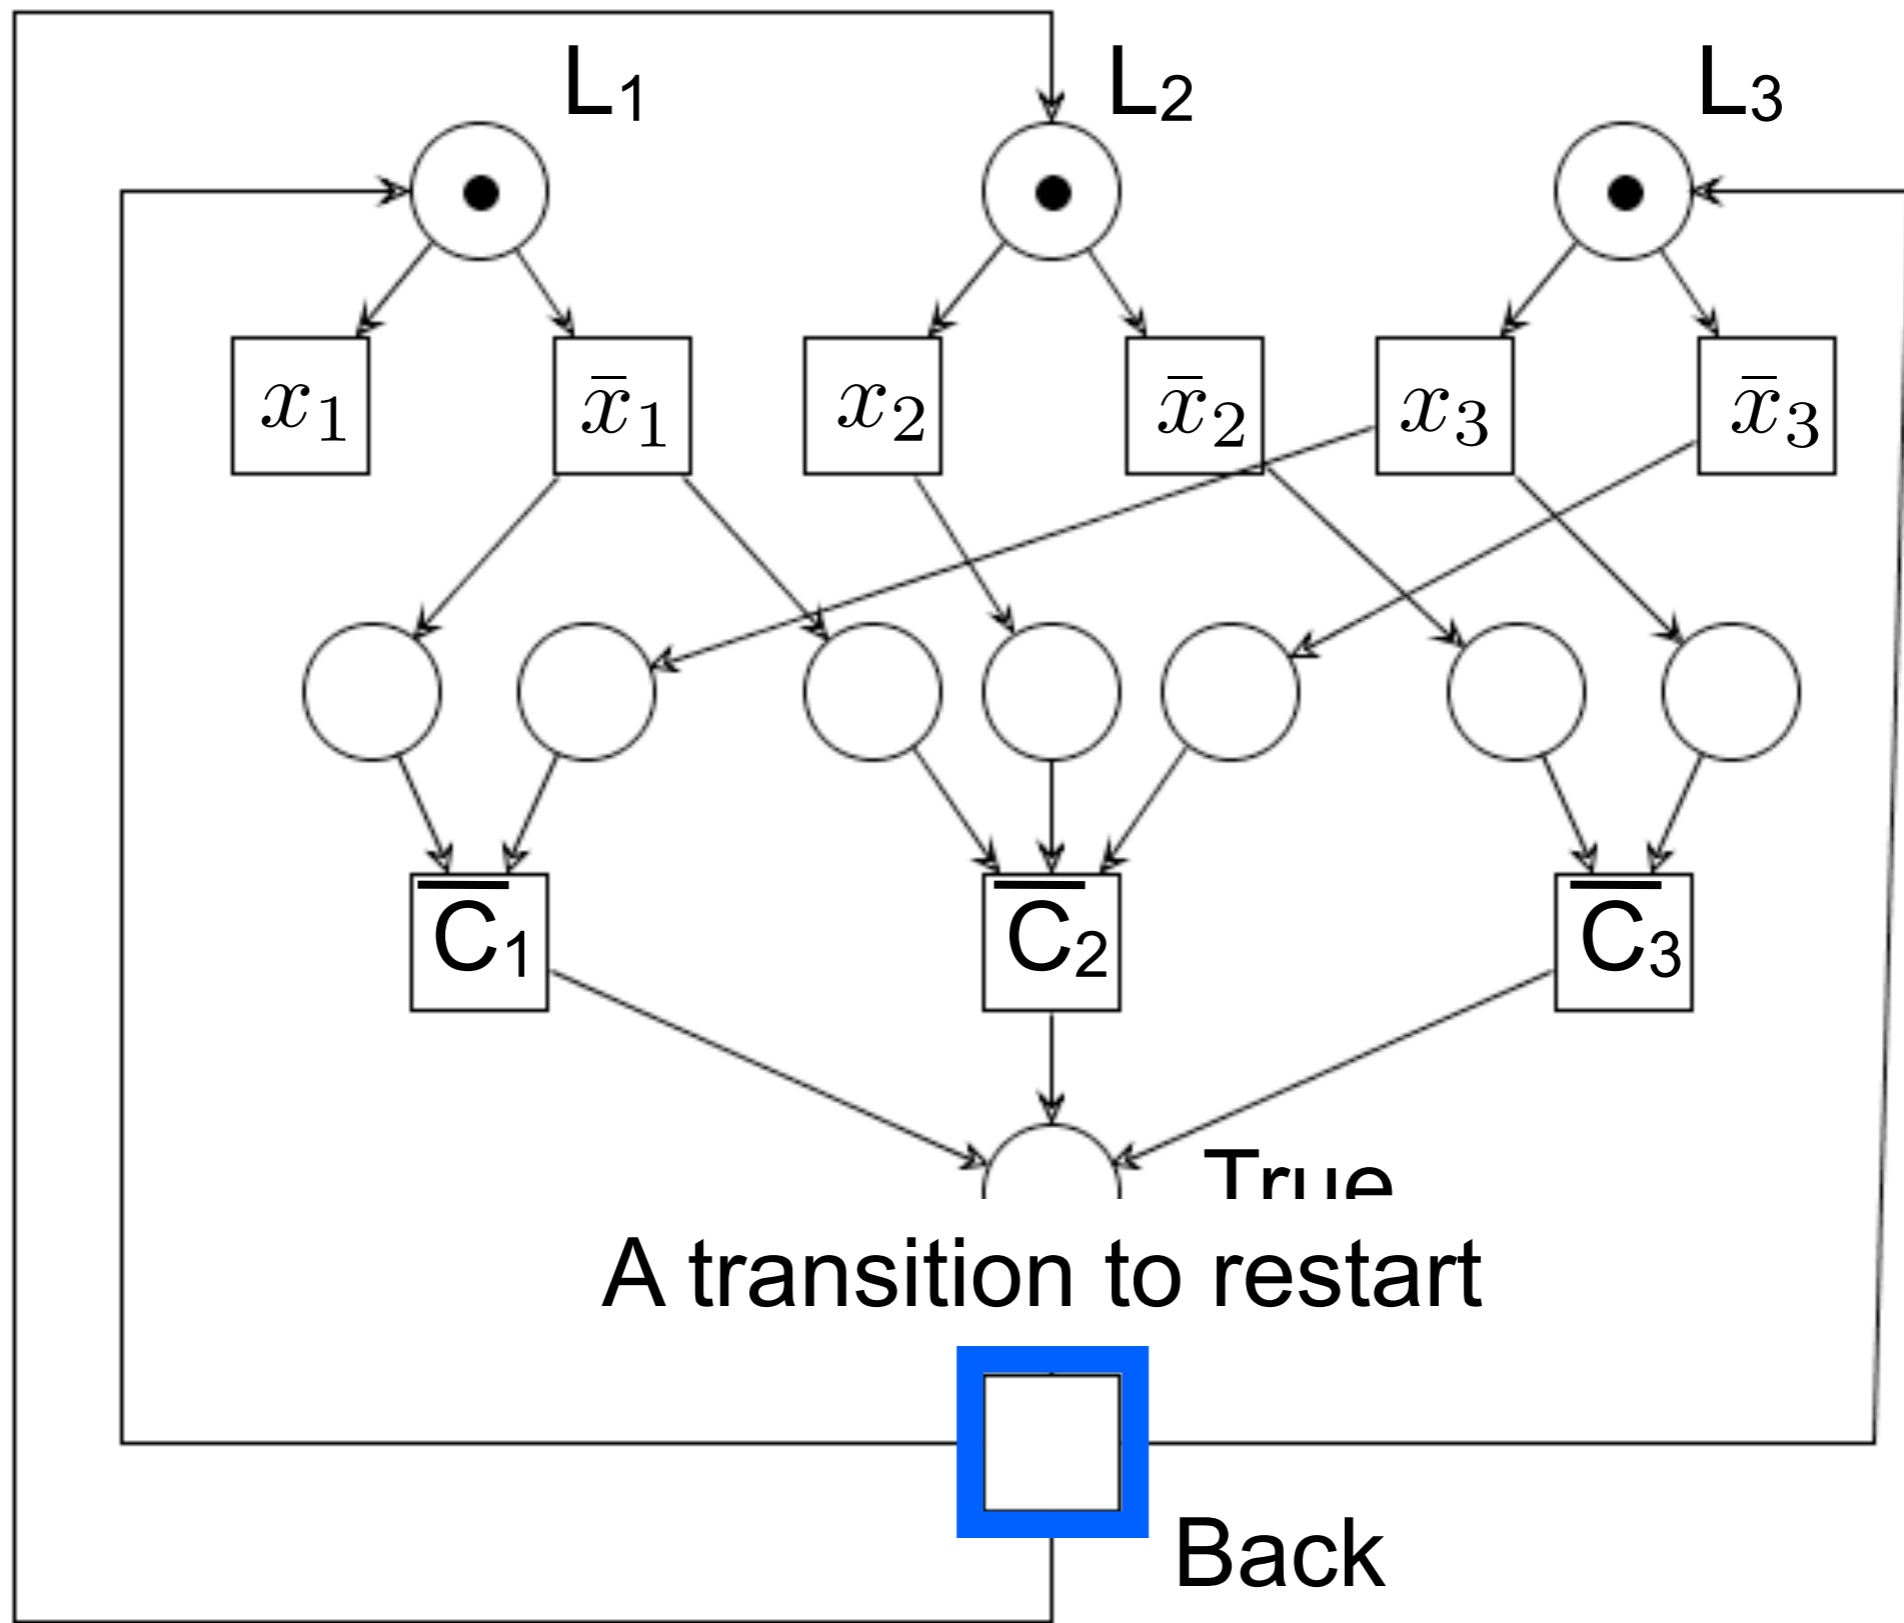 L₁ L₂ L₃
x₁ x̄₁ x₂ x̄₂ x₃ x̄₃
C̅₁ C̅₂ C̅₃
True
A transition to restart
Back